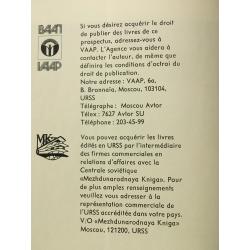 ВААП
VAAP
Si vous désirez acquérir le droit
de publier des livres de ce
prospectus, adressez-vous à
VAAP. L'Agence vous aidera à
contacter l'auteur, de même que
définira les conditions d'octroi du
droit de publication.
Notre adresse : VAAP, 6a,
B. Bronnaïa, Moscou, 103104,
URSS
Télégraphe : Moscou Avtor
Télex : 7627 Avtor SU
Téléphone : 203-45-99
MK
Vous pouvez acquérir les livres
édités en URSS par l'intermédiaire
des firmes commerciales en
relations d'affaires avec la
Centrale soviétique
«Mezhdunarodnaya Kniga». Pour
de plus amples renseignements
veuillez vous adresser à la
représentation commerciale de
l'URSS accréditée dans votre pays.
V/O «Mezhdunarodnaya Kniga»
Moscou, 121200, URSS